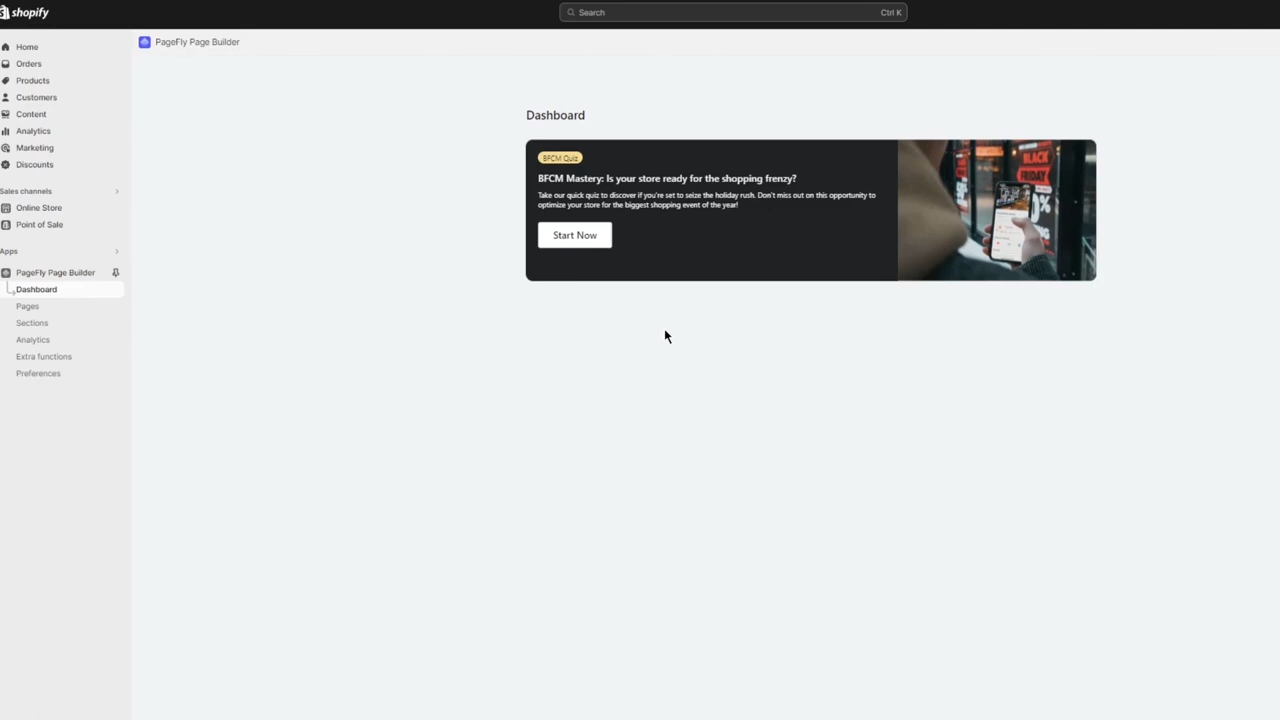 shopify
Search
Ctrl K
PageFly Page Builder
Home
Orders
Products
Customers
Content
Analytics
Marketing
Discounts
Sales channels
Online Store
Point of Sale
Apps
PageFly Page Builder
Dashboard
Pages
Sections
Analytics
Extra functions
Preferences
Dashboard
BFCM Quiz
BFCM Mastery: Is your store ready for the shopping frenzy?
Take our quick quiz to discover if you're set to seize the holiday rush. Don't miss out on this opportunity to
optimize your store for the biggest shopping event of the year!
Start Now
BLACK
FRIDAY